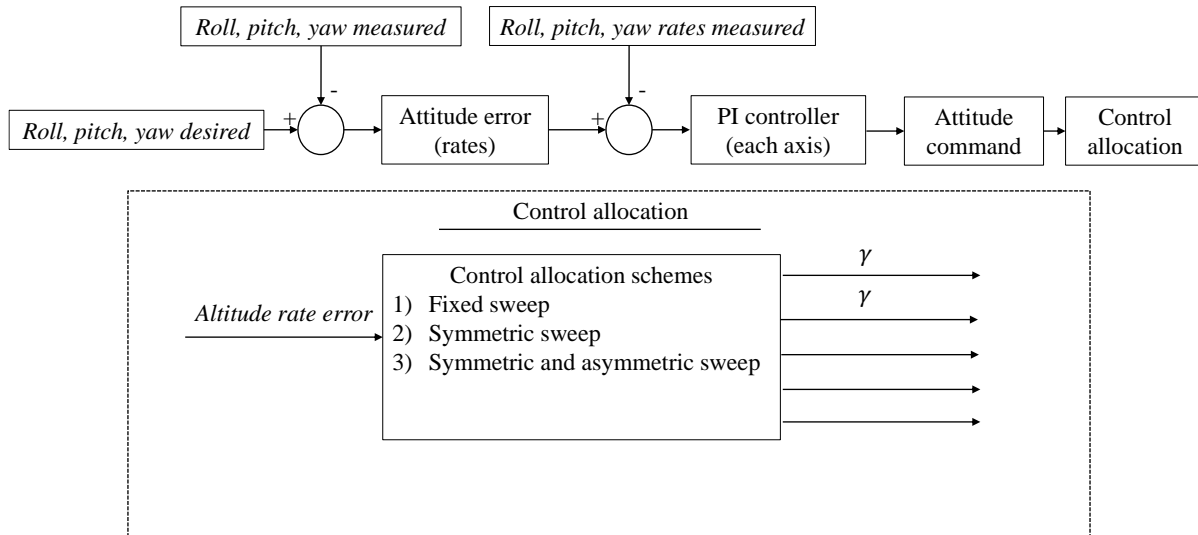 Roll, pitch, yaw measured
Roll, pitch, yaw rates measured
-
-
+
+
Roll, pitch, yaw desired
Attitude error
(rates)
PI controller
(each axis)
Attitude
command
Control
allocation
Control allocation
Control allocation schemes
1) Fixed sweep
2) Symmetric sweep
3) Symmetric and asymmetric sweep
Altitude rate error
γ
γ